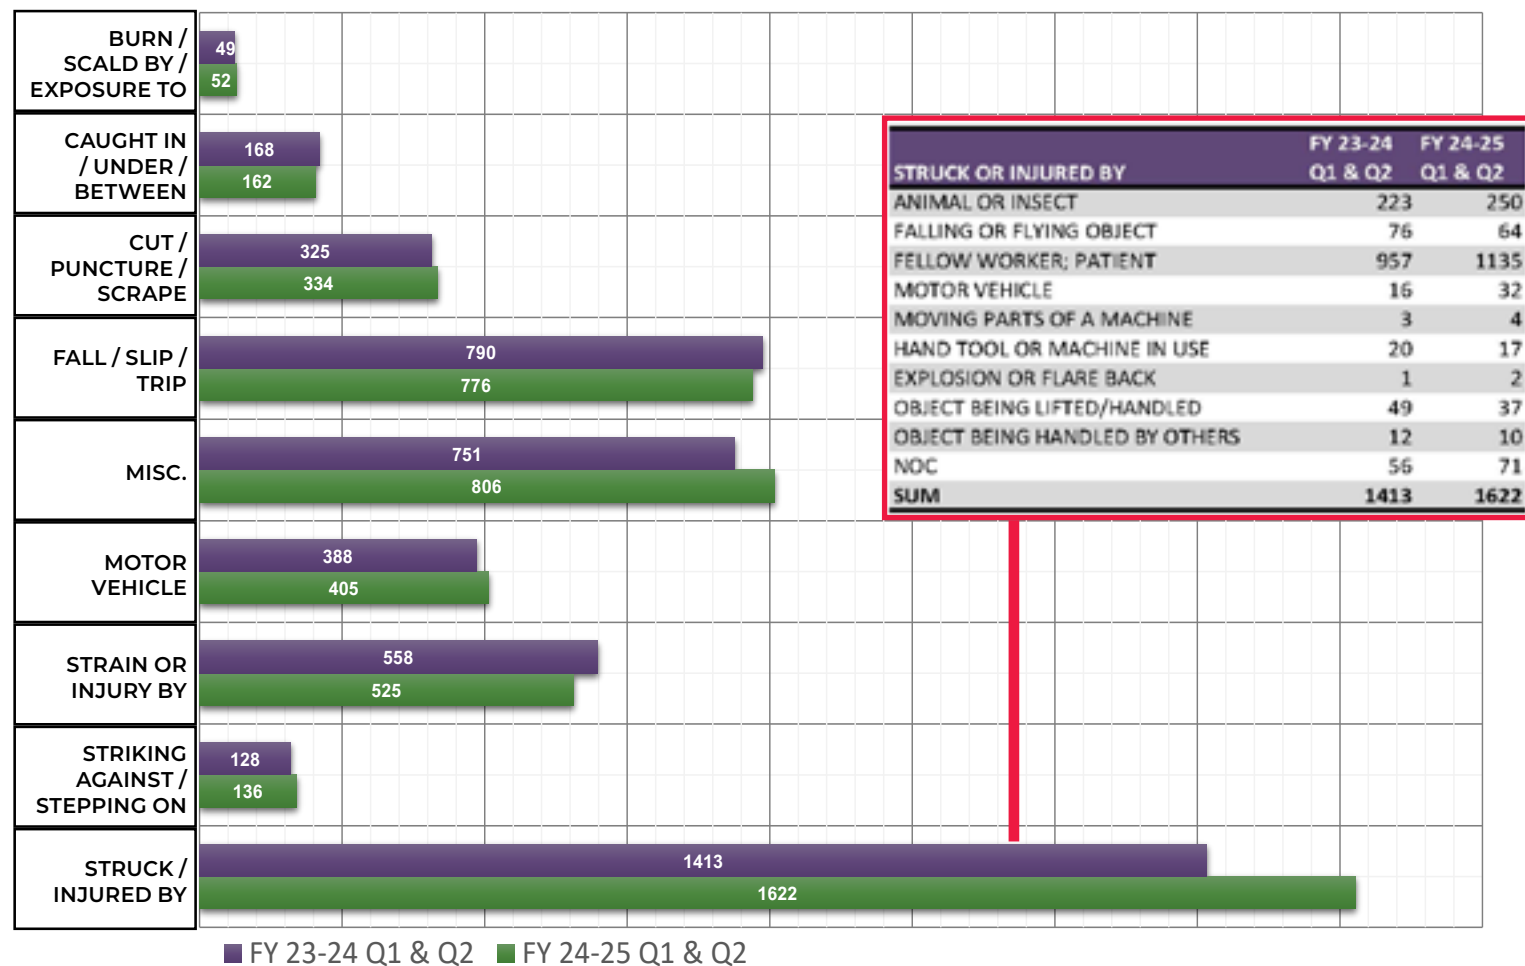 BURN /
SCALD BY /
EXPOSURE TO
49
52
CAUGHT IN
/ UNDER /
BETWEEN
168
162
CUT /
PUNCTURE /
SCRAPE
325
334
FALL / SLIP /
TRIP
790
776
MISC.
751
806
MOTOR
VEHICLE
388
405
STRAIN OR
INJURY BY
558
525
STRIKING
AGAINST /
STEPPING ON
128
136
STRUCK /
INJURED BY
1413
1622
FY 23-24 Q1 & Q2 FY 24-25 Q1 & Q2
FY 23-24 FY 24-25
STRUCK OR INJURED BY Q1 & Q2 Q1 & Q2
ANIMAL OR INSECT 223 250
FALLING OR FLYING OBJECT 76 64
FELLOW WORKER; PATIENT 957 1135
MOTOR VEHICLE 16 32
MOVING PARTS OF A MACHINE 3 4
HAND TOOL OR MACHINE IN USE 20 17
EXPLOSION OR FLARE BACK 1 2
OBJECT BEING LIFTED/HANDLED 49 37
OBJECT BEING HANDLED BY OTHERS 12 10
NOC 56 71
SUM 1413 1622